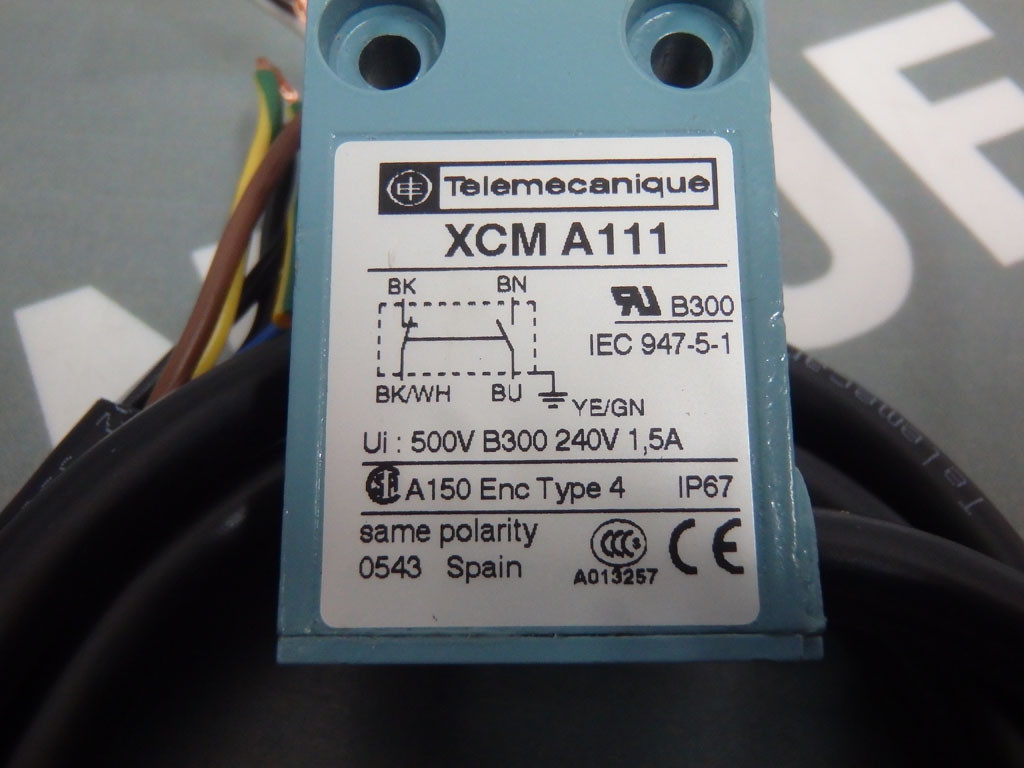 Telemecanique
XCM A111
BK BN
B300
IEC 947-5-1
BK/WH BU
YE/GN
Ui : 500V B300 240V 1,5A
A150 Enc Type 4 IP67
same polarity
0543 Spain
CCC S
CE
A013257